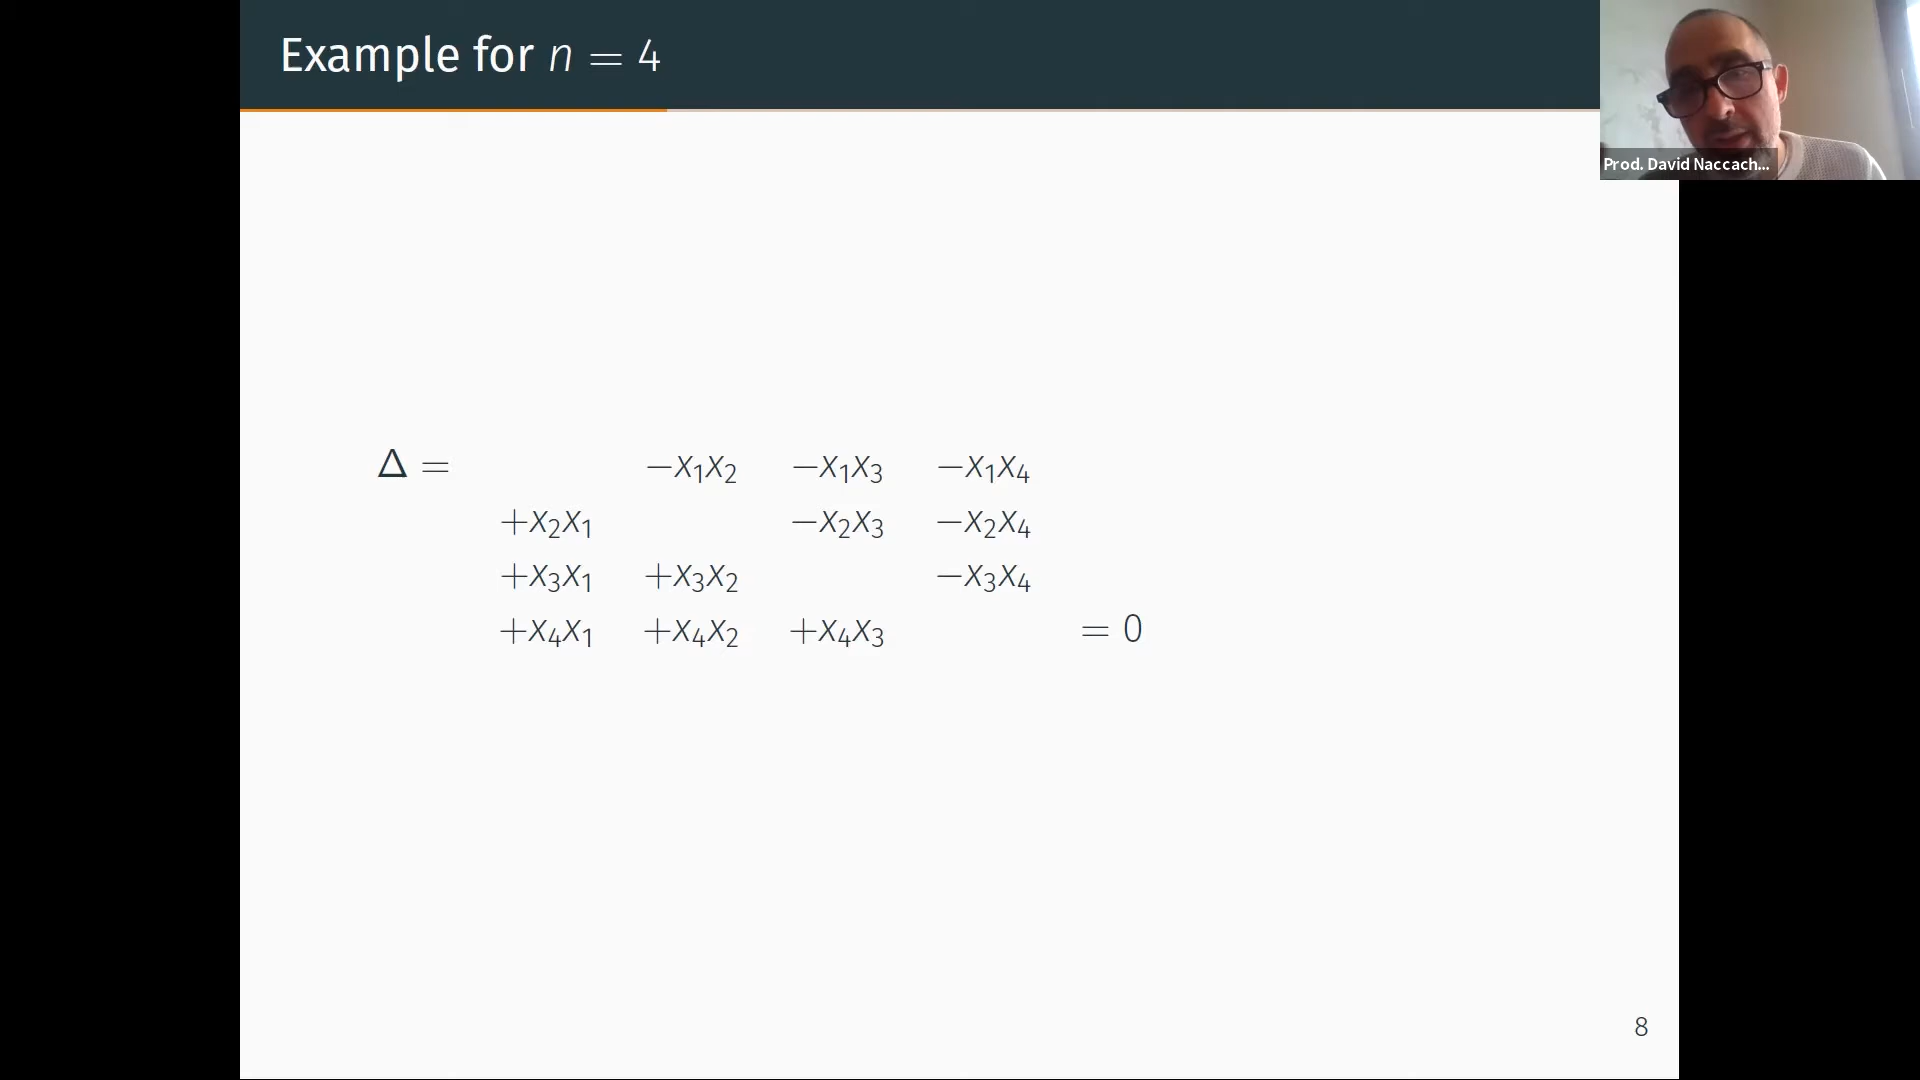 Example for n = 4
Prod. David Naccach...
Δ = −x₁x₂ −x₁x₃ −x₁x₄
+x₂x₁ −x₂x₃ −x₂x₄
+x₃x₁ +x₃x₂ −x₃x₄
+x₄x₁ +x₄x₂ +x₄x₃ = 0
8